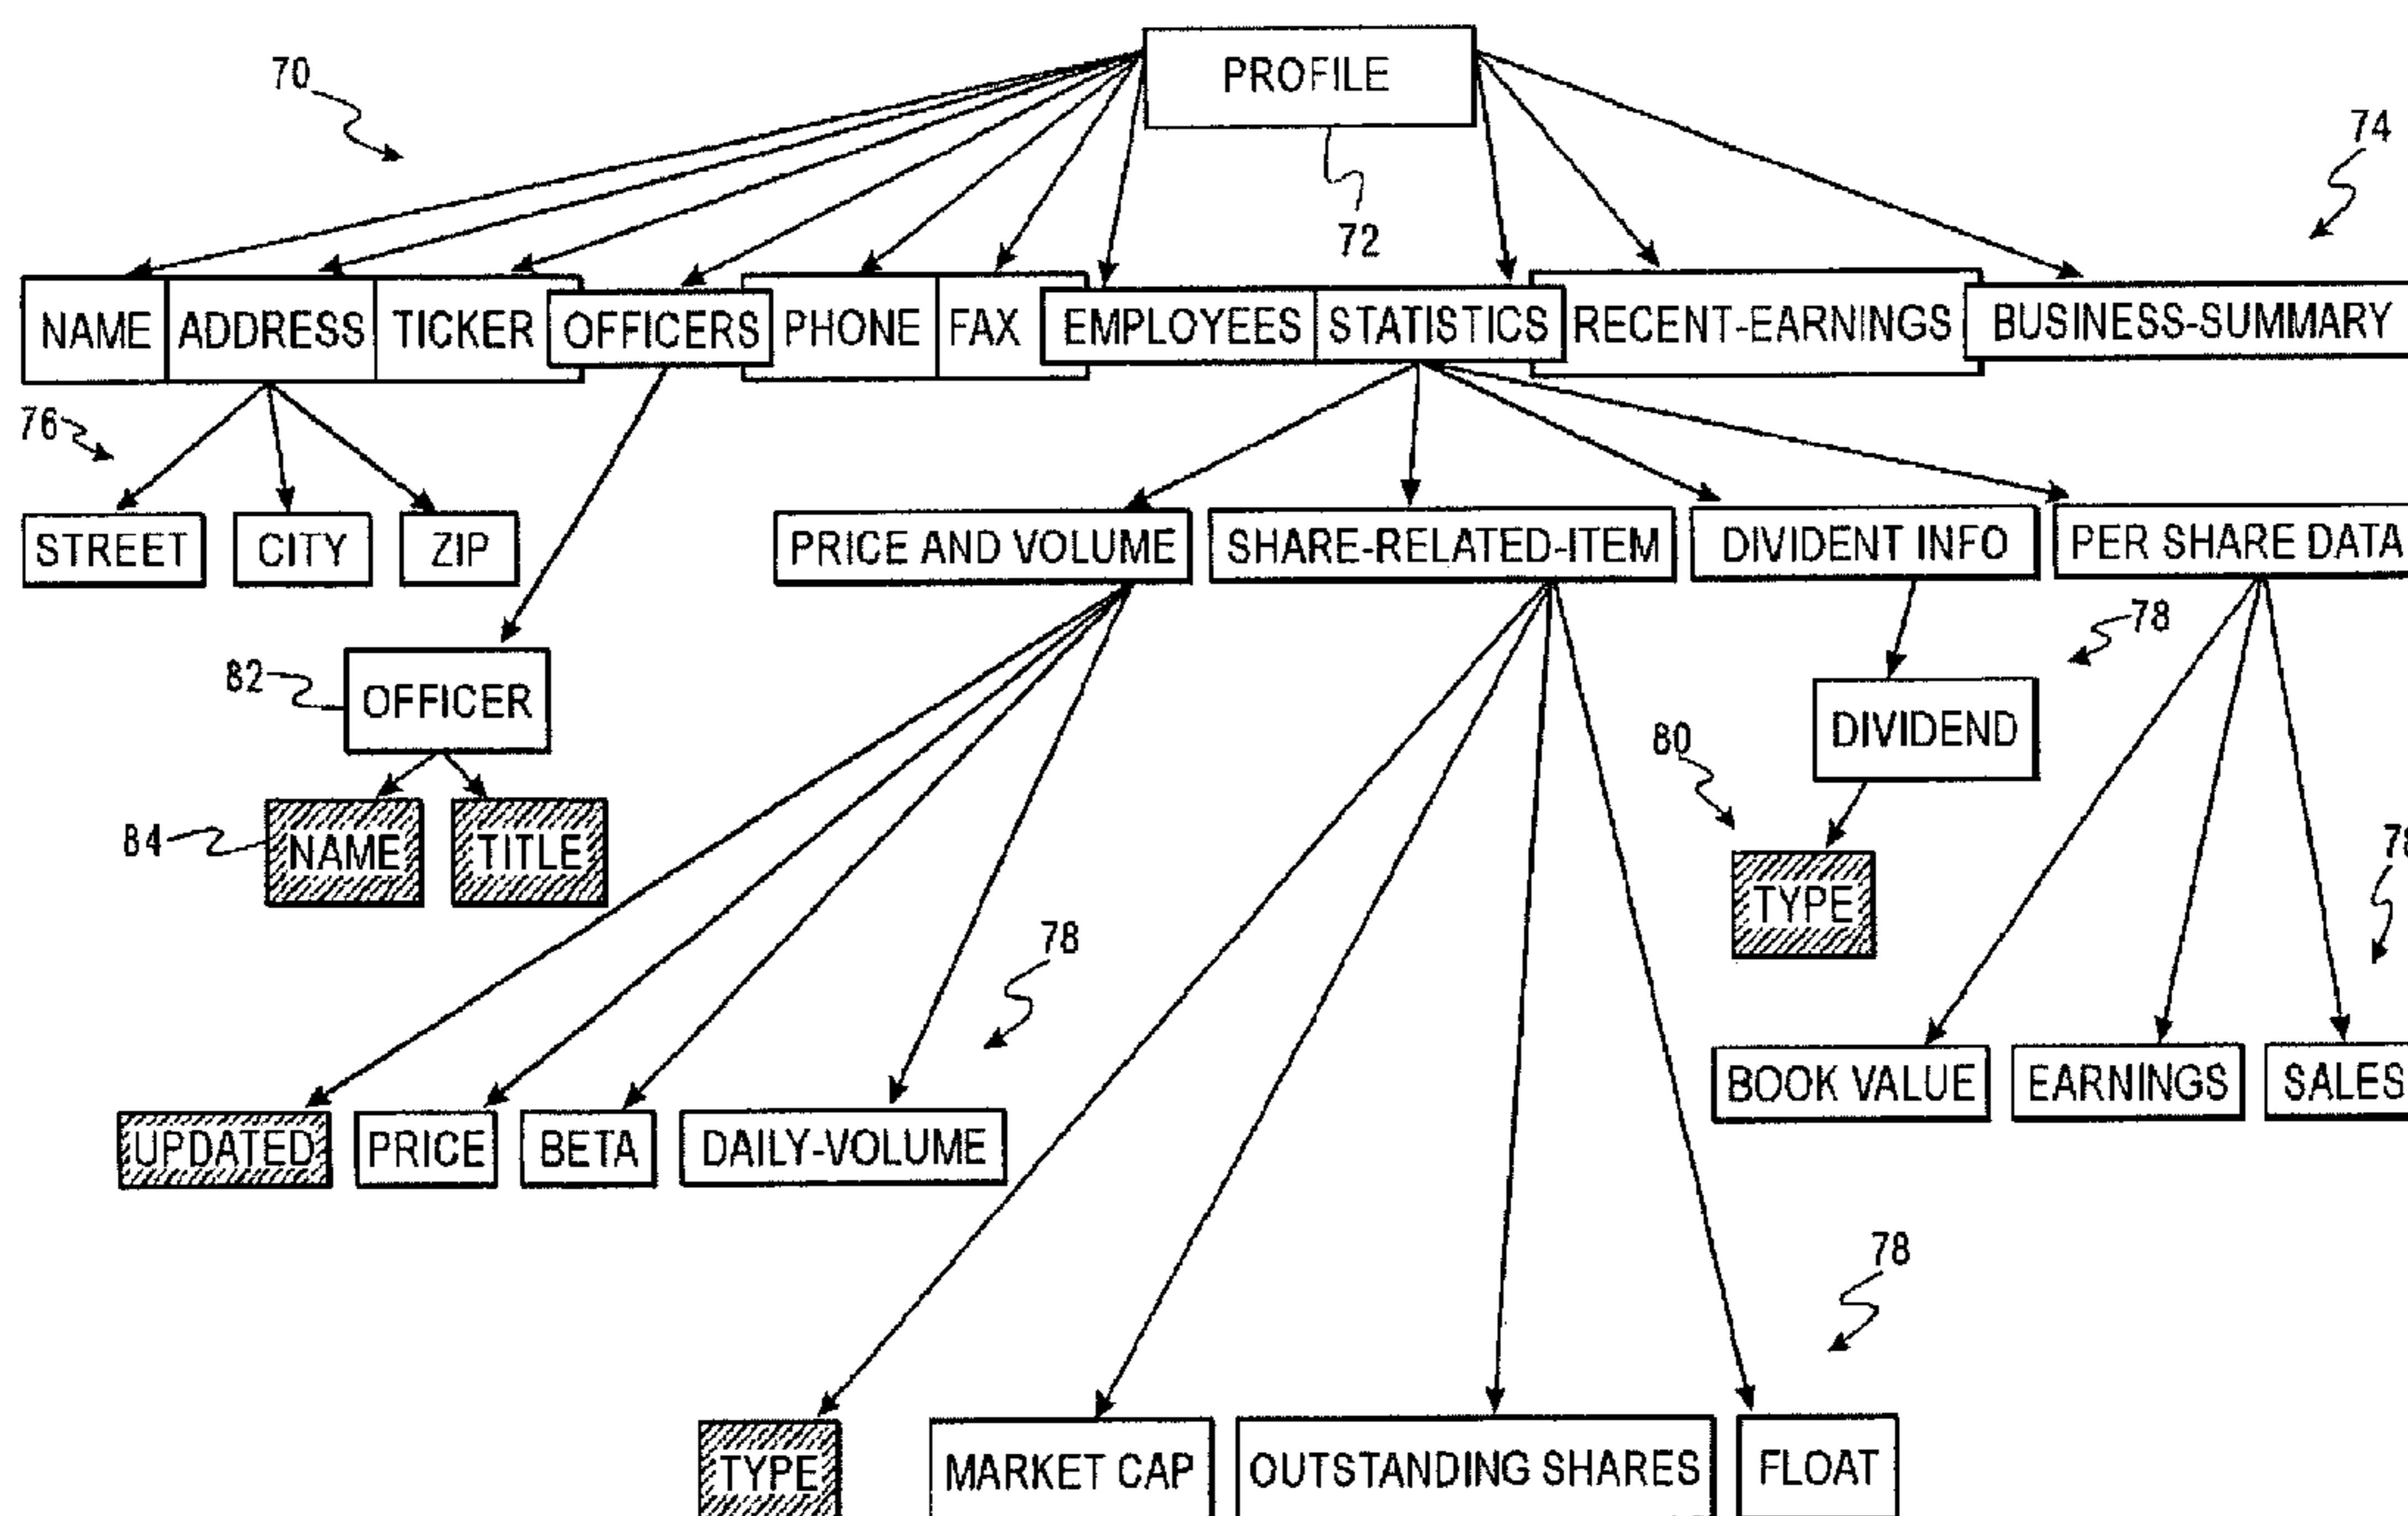 PROFILE
70
74
72
NAME ADDRESS TICKER OFFICERS PHONE FAX EMPLOYEES STATISTICS RECENT-EARNINGS BUSINESS-SUMMARY
76
STREET CITY ZIP PRICE AND VOLUME SHARE-RELATED-ITEM DIVIDENT INFO PER SHARE DATA
78
82 OFFICER
DIVIDEND
80
84 NAME TITLE
TYPE
78
78
BOOK VALUE EARNINGS SALES
UPDATED PRICE BETA DAILY-VOLUME
78
TYPE MARKET CAP OUTSTANDING SHARES FLOAT